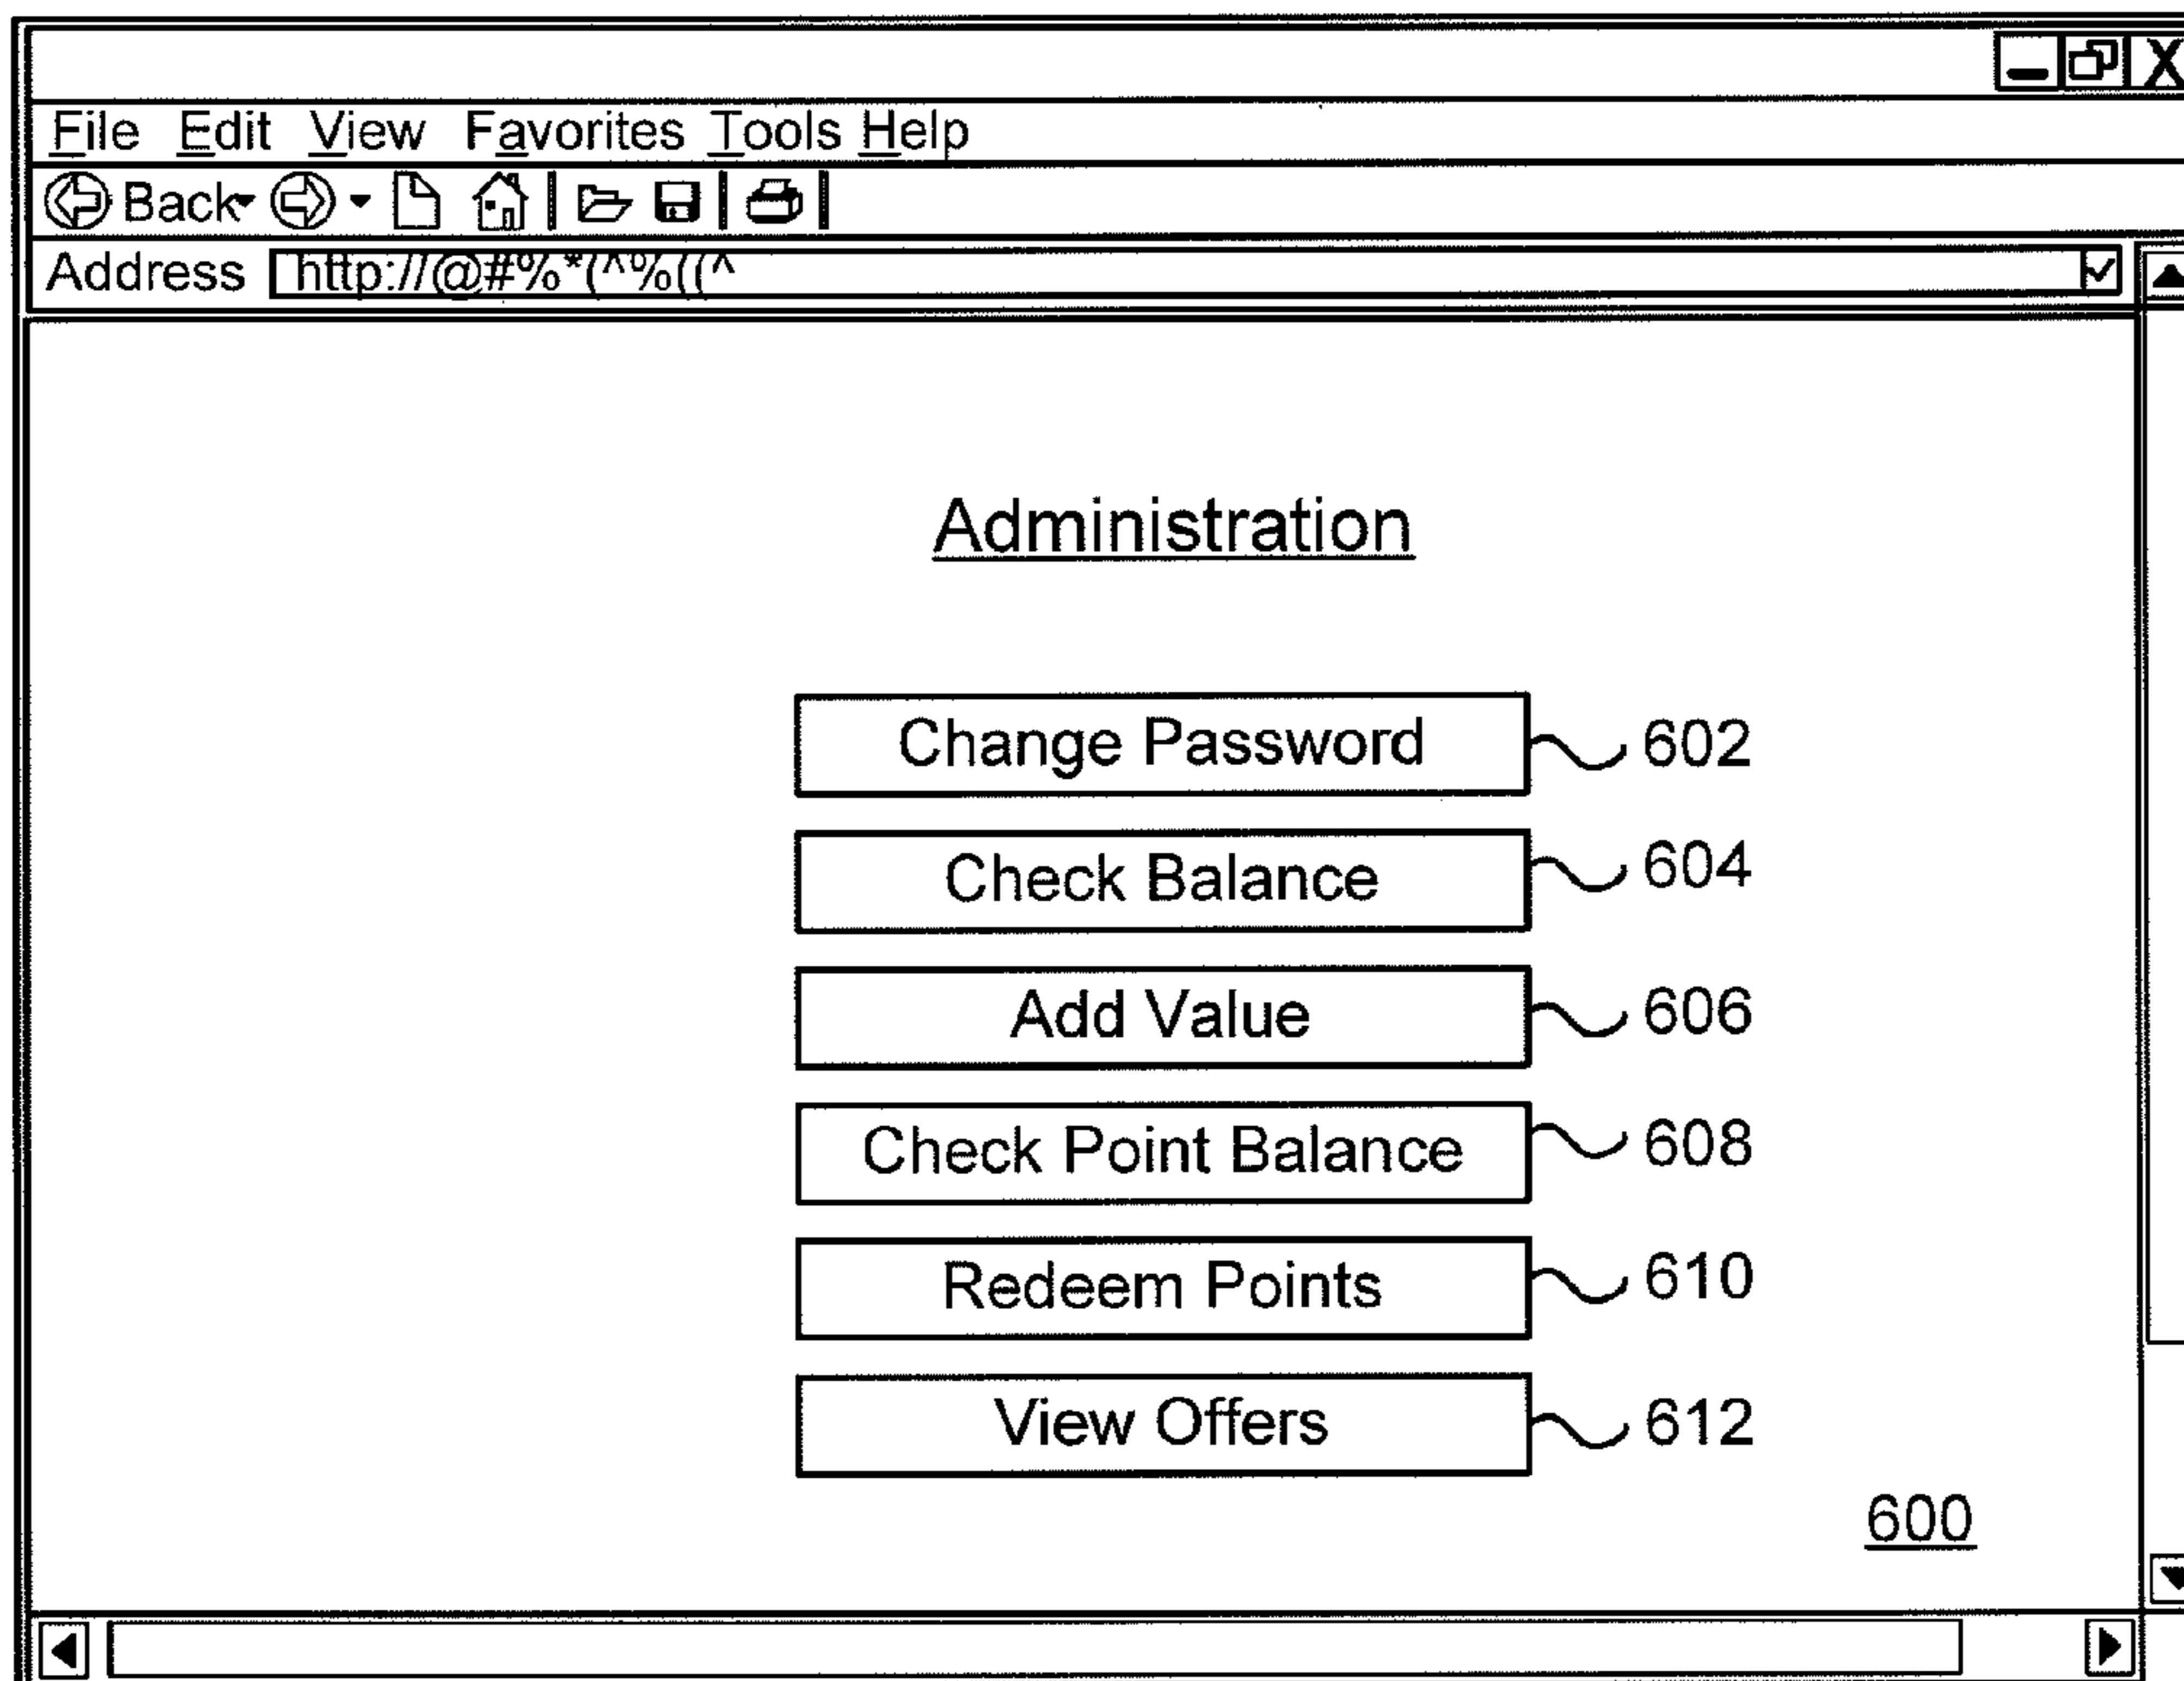 X
File Edit View Favorites Tools Help
Back
Address http://@#%*(^%((^
Administration
Change Password 602
Check Balance 604
Add Value 606
Check Point Balance 608
Redeem Points 610
View Offers 612
600